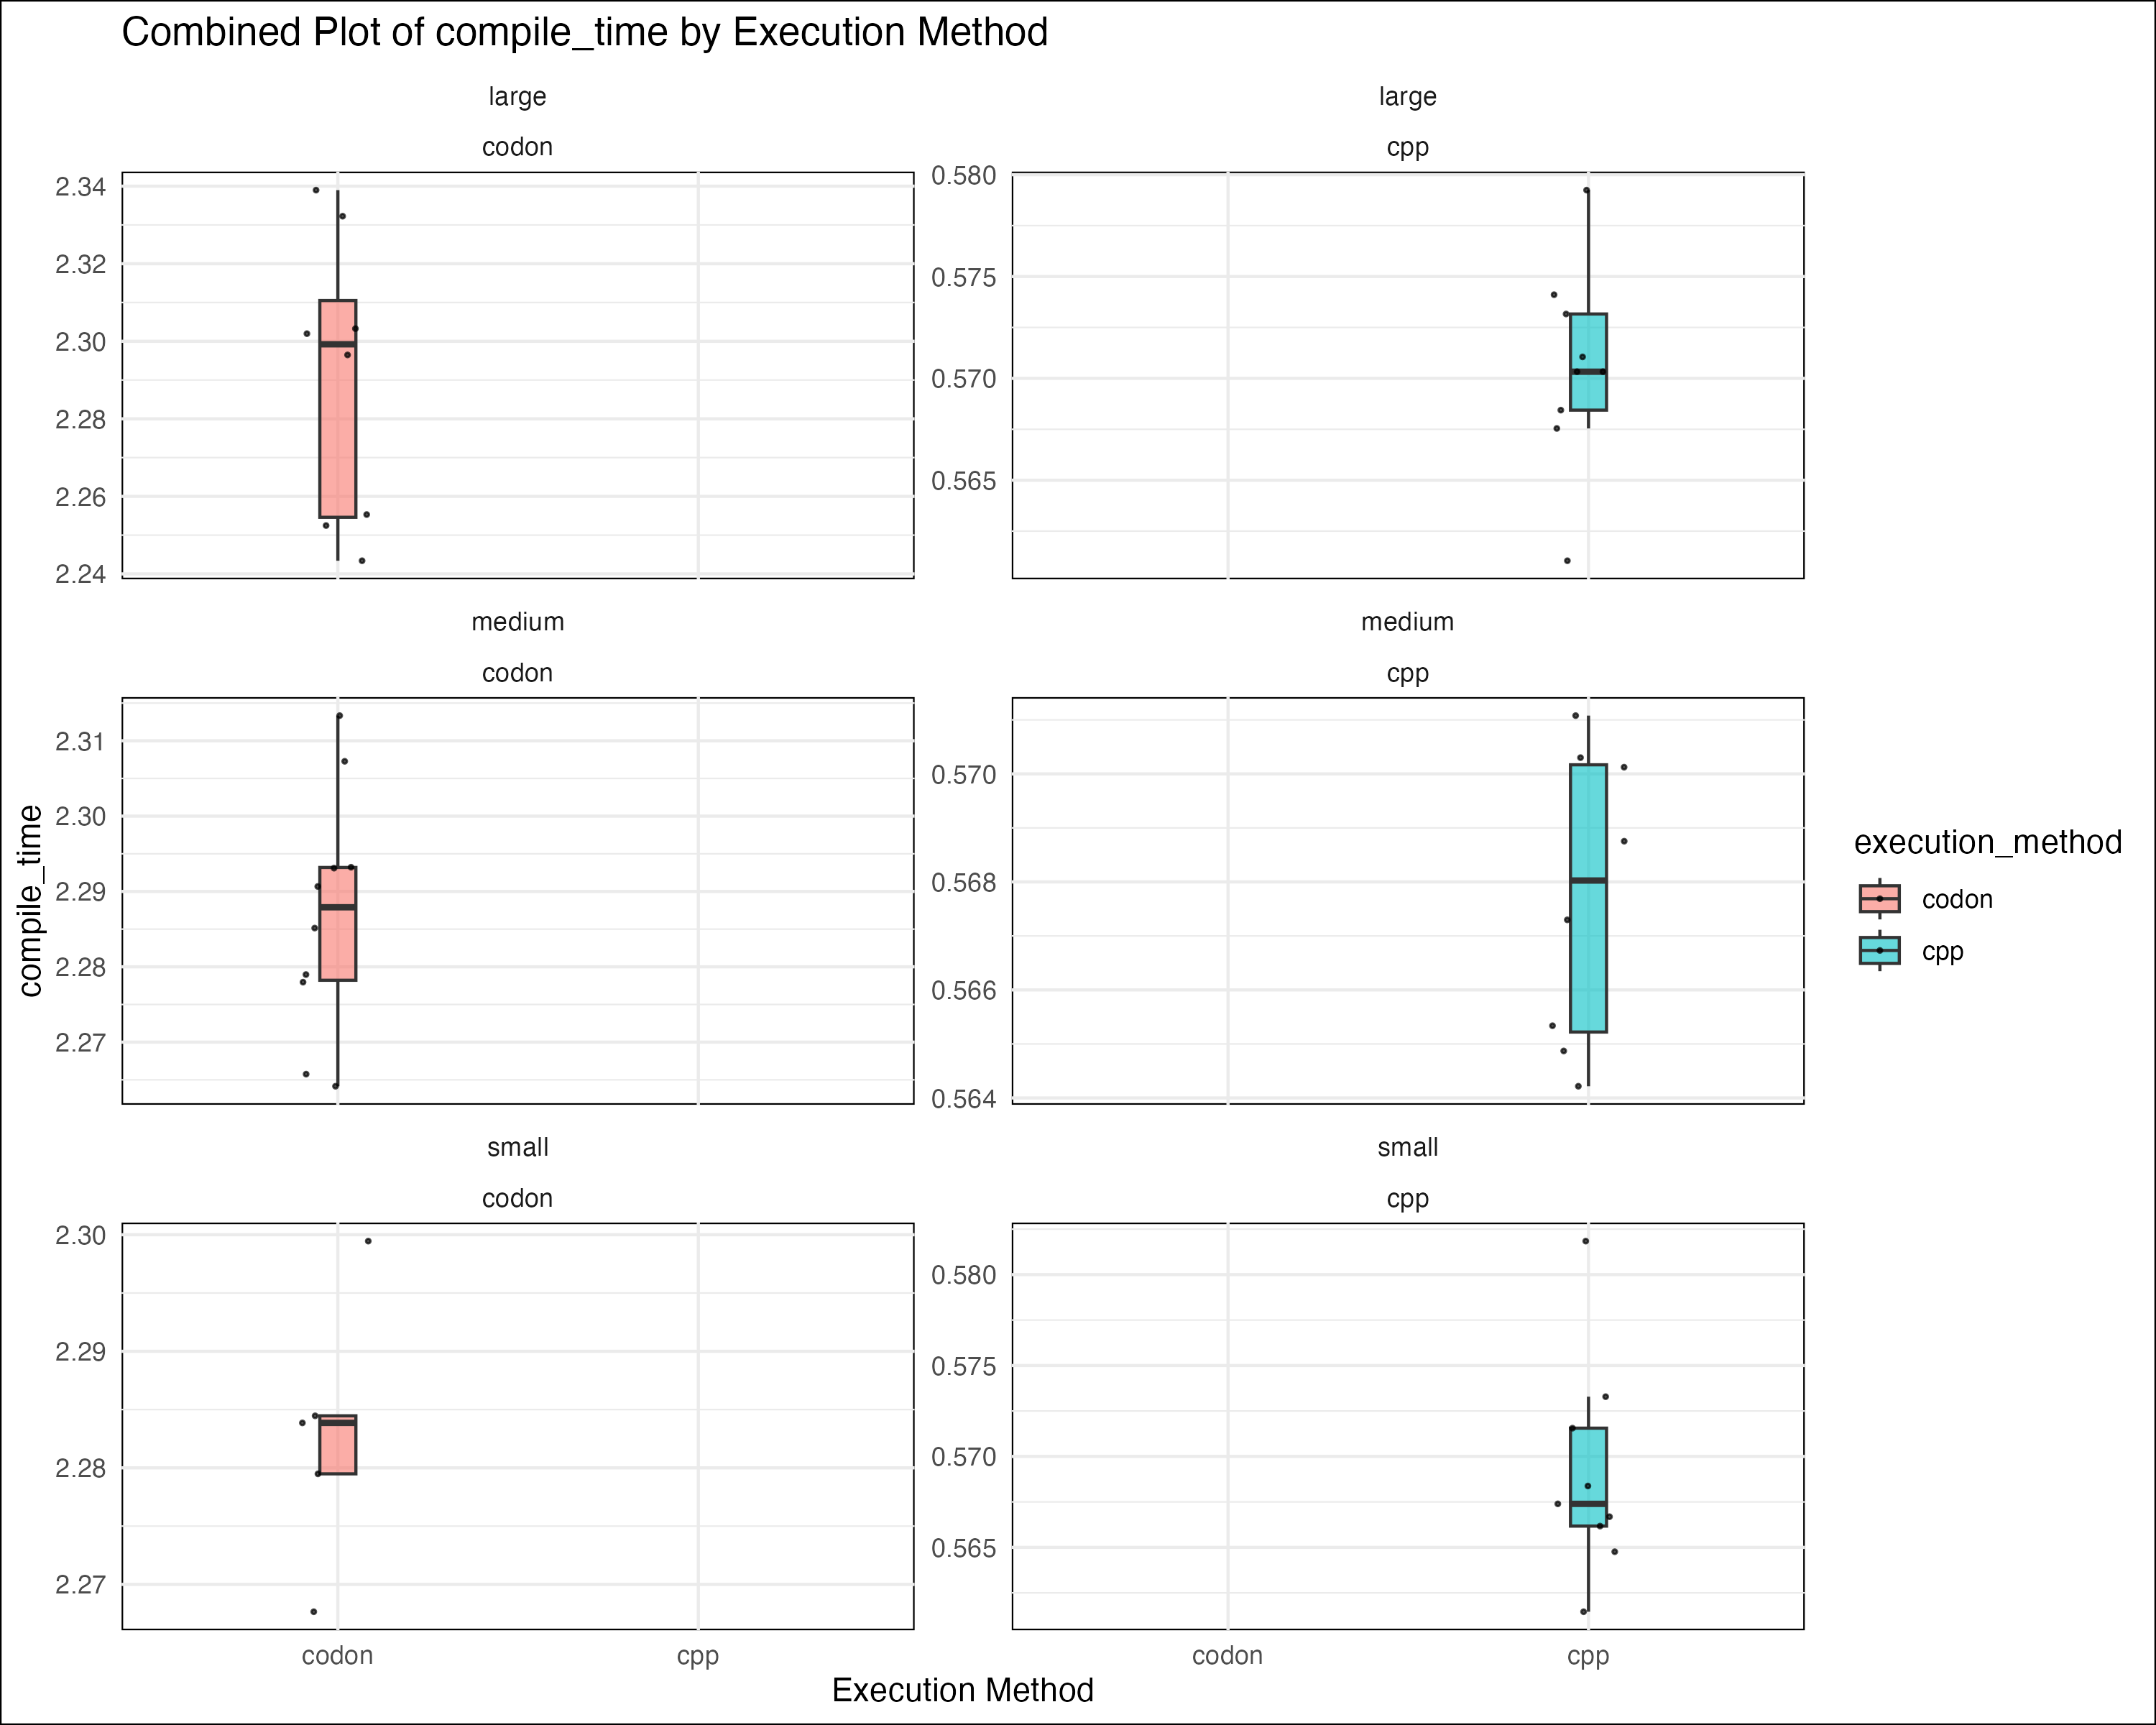 Combined Plot of compile_time by Execution Method
large
codon
2.34
2.32
2.30
2.28
2.26
2.24
large
cpp
0.580
0.575
0.570
0.565
medium
codon
2.31
2.30
2.29
2.28
2.27
medium
cpp
0.570
0.568
0.566
0.564
small
codon
2.30
2.29
2.28
2.27
codon cpp
small
cpp
0.580
0.575
0.570
0.565
codon cpp
compile_time
Execution Method
execution_method
codon
cpp